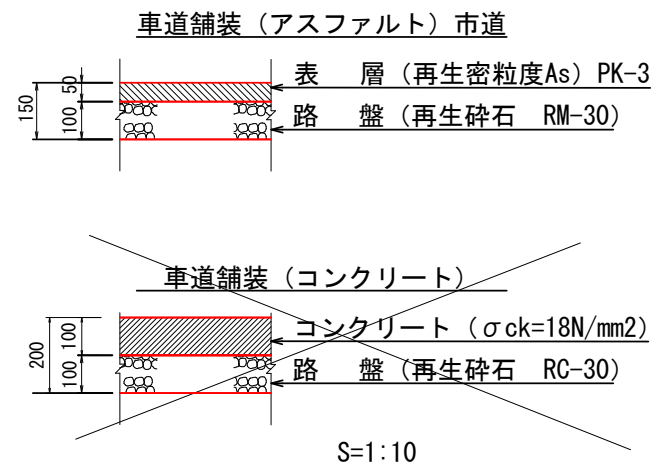 車道舗装（アスファルト）市道
表　層（再生密粒度As）PK-3
路　盤（再生砕石　RM-30）
150
50
100
車道舗装（コンクリート）
コンクリート（σck=18N/mm2）
路　盤（再生砕石　RC-30）
200
100
100
S=1:10